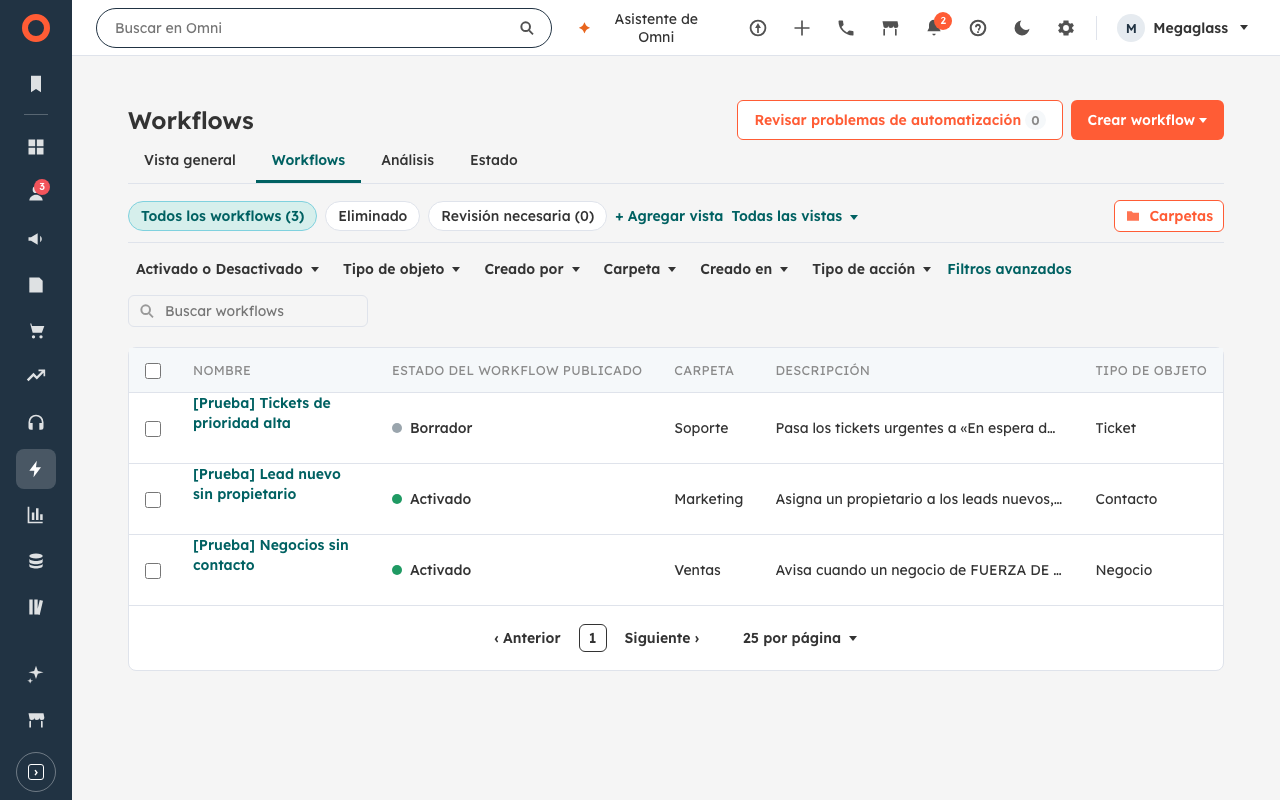 Buscar en Omni
Asistente de
Omni
2
M
Megaglass
3
Workflows
Revisar problemas de automatización 0
Crear workflow
Vista general
Workflows
Análisis
Estado
Todos los workflows (3)
Eliminado
Revisión necesaria (0)
+ Agregar vista
Todas las vistas
Carpetas
Activado o Desactivado
Tipo de objeto
Creado por
Carpeta
Creado en
Tipo de acción
Filtros avanzados
Buscar workflows
NOMBRE
ESTADO DEL WORKFLOW PUBLICADO
CARPETA
DESCRIPCIÓN
TIPO DE OBJETO
[Prueba] Tickets de
prioridad alta
Borrador
Soporte
Pasa los tickets urgentes a «En espera d…
Ticket
[Prueba] Lead nuevo
sin propietario
Activado
Marketing
Asigna un propietario a los leads nuevos,…
Contacto
[Prueba] Negocios sin
contacto
Activado
Ventas
Avisa cuando un negocio de FUERZA DE …
Negocio
‹ Anterior
1
Siguiente ›
25 por página